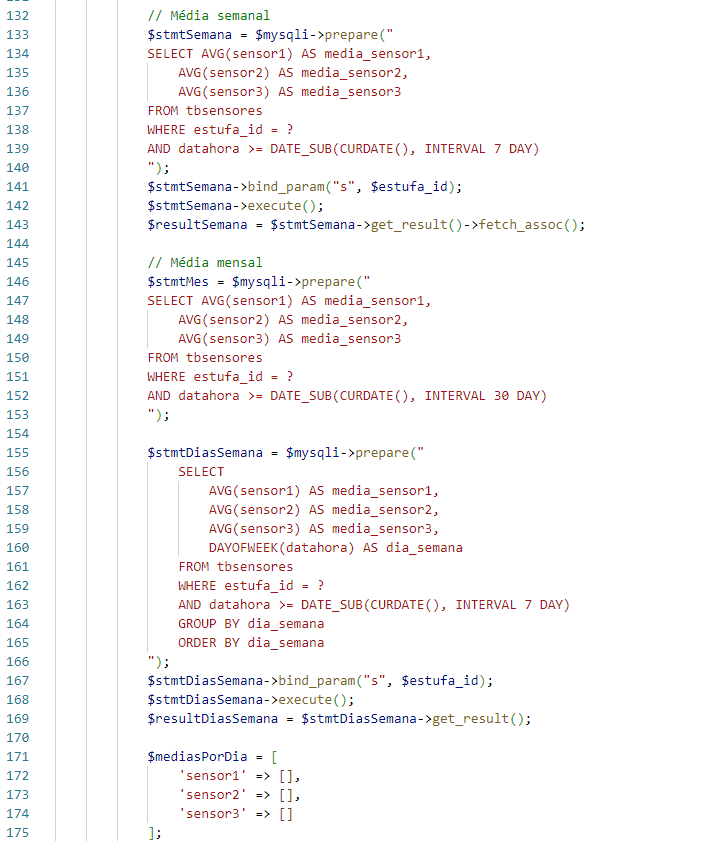 132 // Média semanal
133 $stmtSemana = $mysqli->prepare("
134 SELECT AVG(sensor1) AS media_sensor1,
135     AVG(sensor2) AS media_sensor2,
136     AVG(sensor3) AS media_sensor3
137 FROM tbsensores
138 WHERE estufa_id = ?
139 AND datahora >= DATE_SUB(CURDATE(), INTERVAL 7 DAY)
140 ");
141 $stmtSemana->bind_param("s", $estufa_id);
142 $stmtSemana->execute();
143 $resultSemana = $stmtSemana->get_result()->fetch_assoc();
144
145 // Média mensal
146 $stmtMes = $mysqli->prepare("
147 SELECT AVG(sensor1) AS media_sensor1,
148     AVG(sensor2) AS media_sensor2,
149     AVG(sensor3) AS media_sensor3
150 FROM tbsensores
151 WHERE estufa_id = ?
152 AND datahora >= DATE_SUB(CURDATE(), INTERVAL 30 DAY)
153 ");
154
155 $stmtDiasSemana = $mysqli->prepare("
156     SELECT
157         AVG(sensor1) AS media_sensor1,
158         AVG(sensor2) AS media_sensor2,
159         AVG(sensor3) AS media_sensor3,
160         DAYOFWEEK(datahora) AS dia_semana
161     FROM tbsensores
162     WHERE estufa_id = ?
163     AND datahora >= DATE_SUB(CURDATE(), INTERVAL 7 DAY)
164     GROUP BY dia_semana
165     ORDER BY dia_semana
166 ");
167 $stmtDiasSemana->bind_param("s", $estufa_id);
168 $stmtDiasSemana->execute();
169 $resultDiasSemana = $stmtDiasSemana->get_result();
170
171 $mediasPorDia = [
172     'sensor1' => [],
173     'sensor2' => [],
174     'sensor3' => []
175 ];